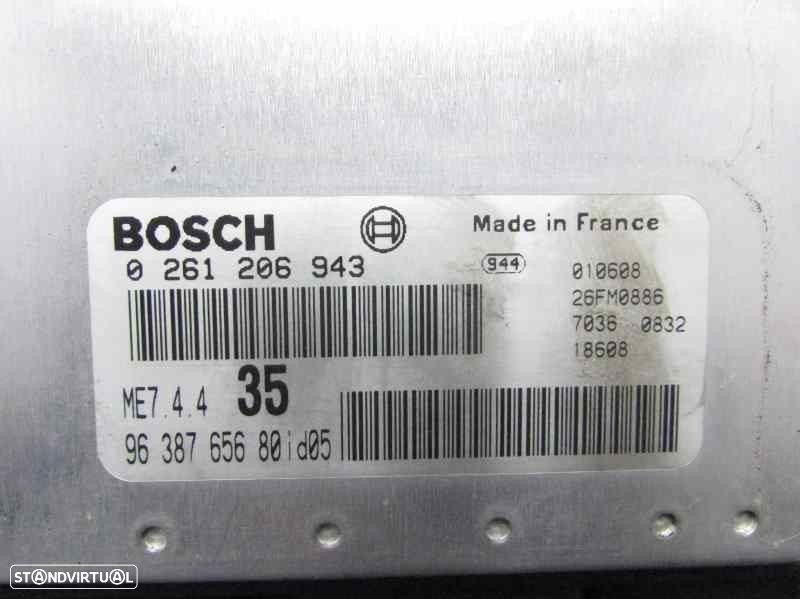 BOSCH
Made in France
0 261 206 943
944
010608
26FM0886
7036 0832
18608
ME7.4.4 35
96 387 656 80id05
STANDVIRTUAL